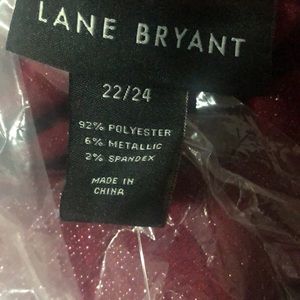 LANE BRYANT
22/24
92% POLYESTER
6% METALLIC
2% SPANDEX
MADE IN
CHINA